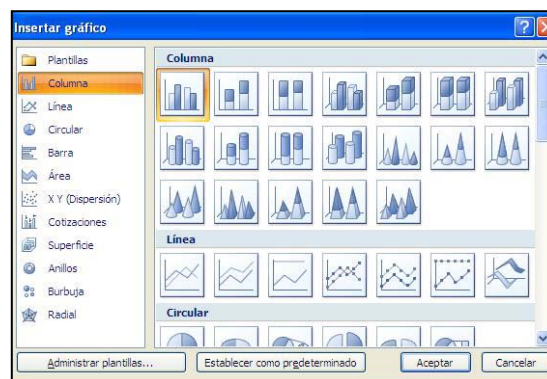 Insertar gráfico
Plantillas
Columna
Línea
Circular
Barra
Área
X Y (Dispersión)
Cotizaciones
Superficie
Anillos
Burbuja
Radial
Columna
Línea
Circular
Administrar plantillas...
Establecer como predeterminado
Aceptar
Cancelar